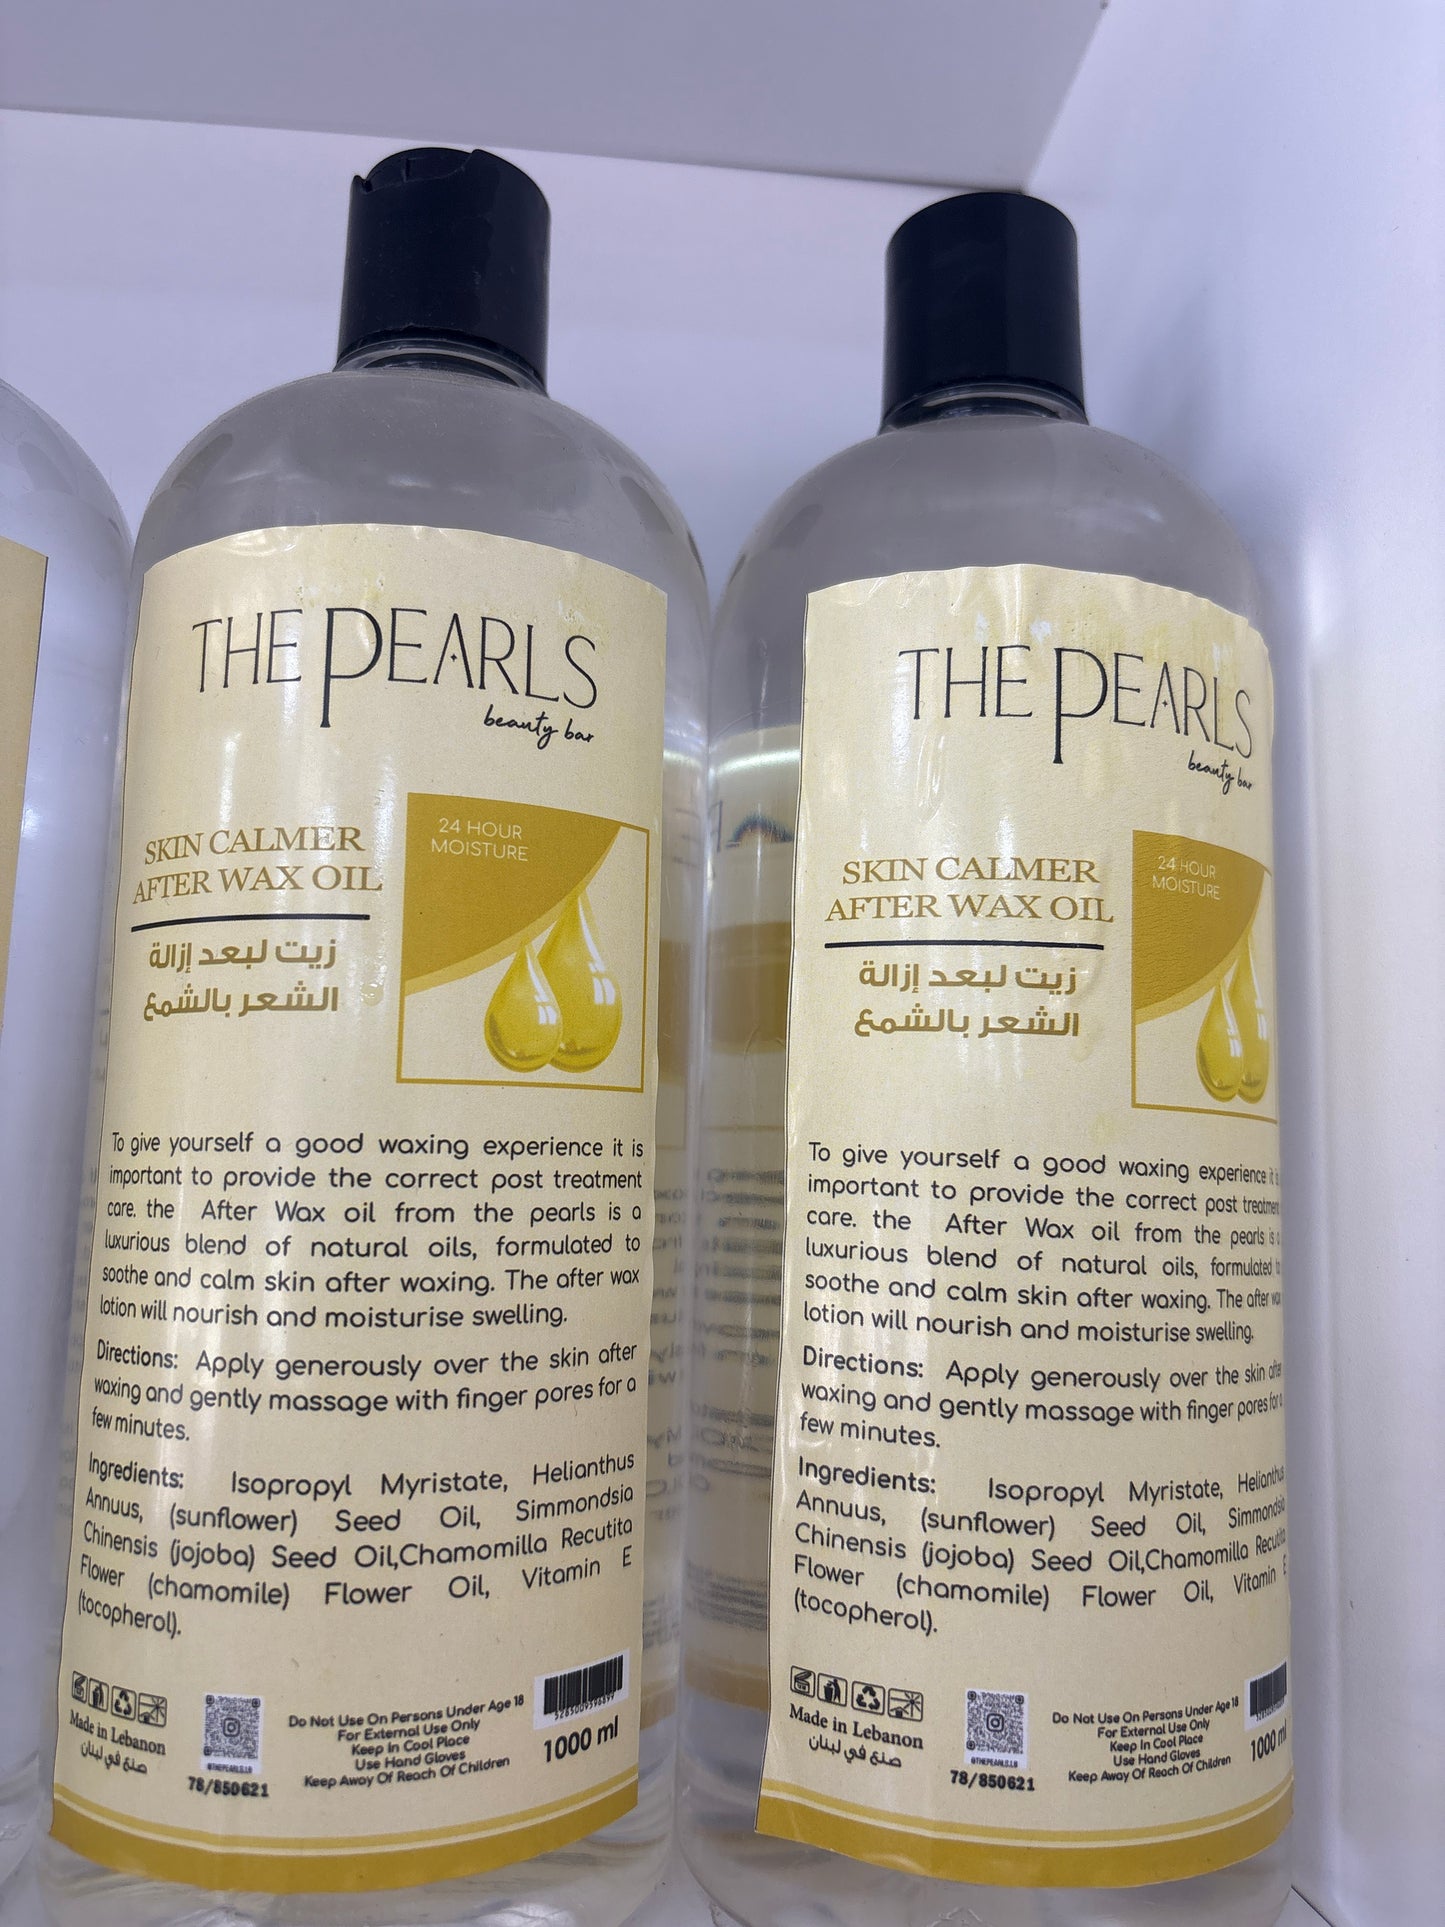 THE PEARLS
beauty bar
SKIN CALMER
AFTER WAX OIL
24 HOUR
MOISTURE
زيت لبعد إزالة
الشعر بالشمع
To give yourself a good waxing experience it is
important to provide the correct post treatment
care. the After Wax oil from the pearls is a
luxurious blend of natural oils, formulated to
soothe and calm skin after waxing. The after wax
lotion will nourish and moisturise swelling.
Directions: Apply generously over the skin after
waxing and gently massage with finger pores for a
few minutes.
Ingredients: Isopropyl Myristate, Helianthus
Annuus, (sunflower) Seed Oil, Simmondsia
Chinensis (jojoba) Seed Oil,Chamomilla Recutita
Flower (chamomile) Flower Oil, Vitamin E
(tocopherol).
Made in Lebanon
صنع في لبنان
@THEPEARLS.LB
78/850621
Do Not Use On Persons Under Age 18
For External Use Only
Keep In Cool Place
Use Hand Gloves
Keep Away Of Reach Of Children
1000 ml
THE PEARLS
beauty bar
SKIN CALMER
AFTER WAX OIL
24 HOUR
MOISTURE
زيت لبعد إزالة
الشعر بالشمع
To give yourself a good waxing experience it is
important to provide the correct post treatment
care. the After Wax oil from the pearls is a
luxurious blend of natural oils, formulated to
soothe and calm skin after waxing. The after wax
lotion will nourish and moisturise swelling.
Directions: Apply generously over the skin after
waxing and gently massage with finger pores for a
few minutes.
Ingredients: Isopropyl Myristate, Helianthus
Annuus, (sunflower) Seed Oil, Simmondsia
Chinensis (jojoba) Seed Oil,Chamomilla Recutita
Flower (chamomile) Flower Oil, Vitamin E
(tocopherol).
Made in Lebanon
صنع في لبنان
@THEPEARLS.LB
78/850621
Do Not Use On Persons Under Age 18
For External Use Only
Keep In Cool Place
Use Hand Gloves
Keep Away Of Reach Of Children
1000 ml